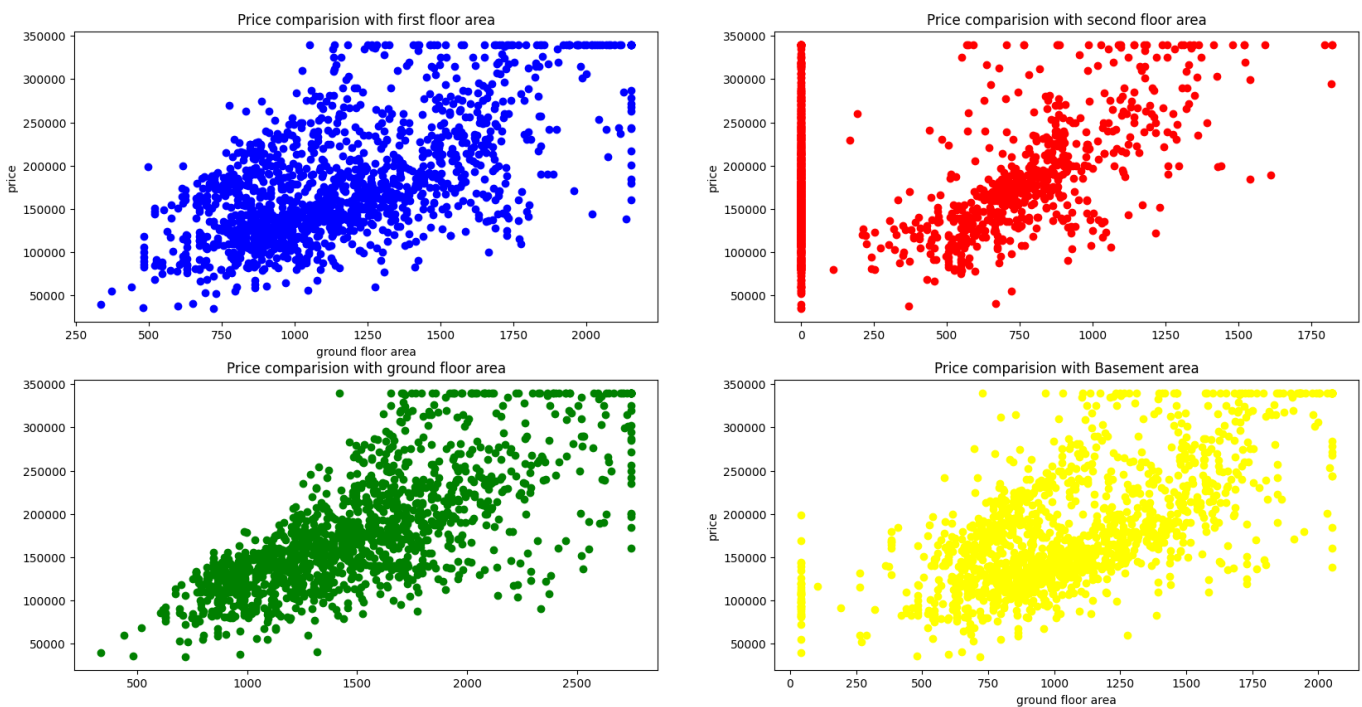 Price comparision with first floor area
price
350000
300000
250000
200000
150000
100000
50000
250 500 750 1000 1250 1500 1750 2000
ground floor area
Price comparision with second floor area
price
350000
300000
250000
200000
150000
100000
50000
0 250 500 750 1000 1250 1500 1750
Price comparision with ground floor area
350000
300000
250000
200000
150000
100000
50000
500 1000 1500 2000 2500
Price comparision with Basement area
price
350000
300000
250000
200000
150000
100000
50000
0 250 500 750 1000 1250 1500 1750 2000
ground floor area